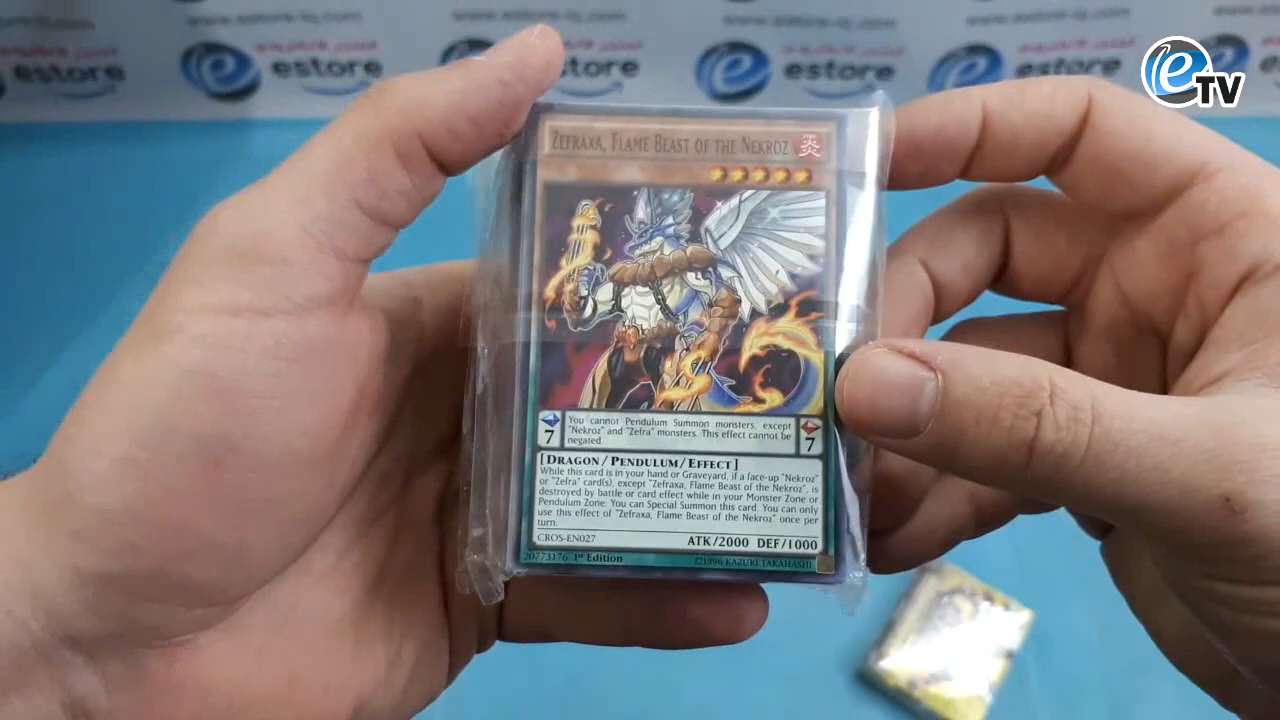 estore
estore
estore
estore
e TV
ZEFRAXA, FLAME BEAST OF THE NEKROZ
炎
7
You cannot Pendulum Summon monsters, except
"Nekroz" and "Zefra" monsters. This effect cannot be
negated.
7
[DRAGON/PENDULUM/EFFECT]
While this card is in your hand or Graveyard, if a face-up "Nekroz"
or "Zefra" card(s), except "Zefraxa, Flame Beast of the Nekroz", is
destroyed by battle or card effect while in your Monster Zone or
Pendulum Zone: You can Special Summon this card. You can only
use this effect of "Zefraxa, Flame Beast of the Nekroz" once per
turn.
CROS-EN027
ATK/2000 DEF/1000
20773176 1st Edition
©1996 KAZUKI TAKAHASHI